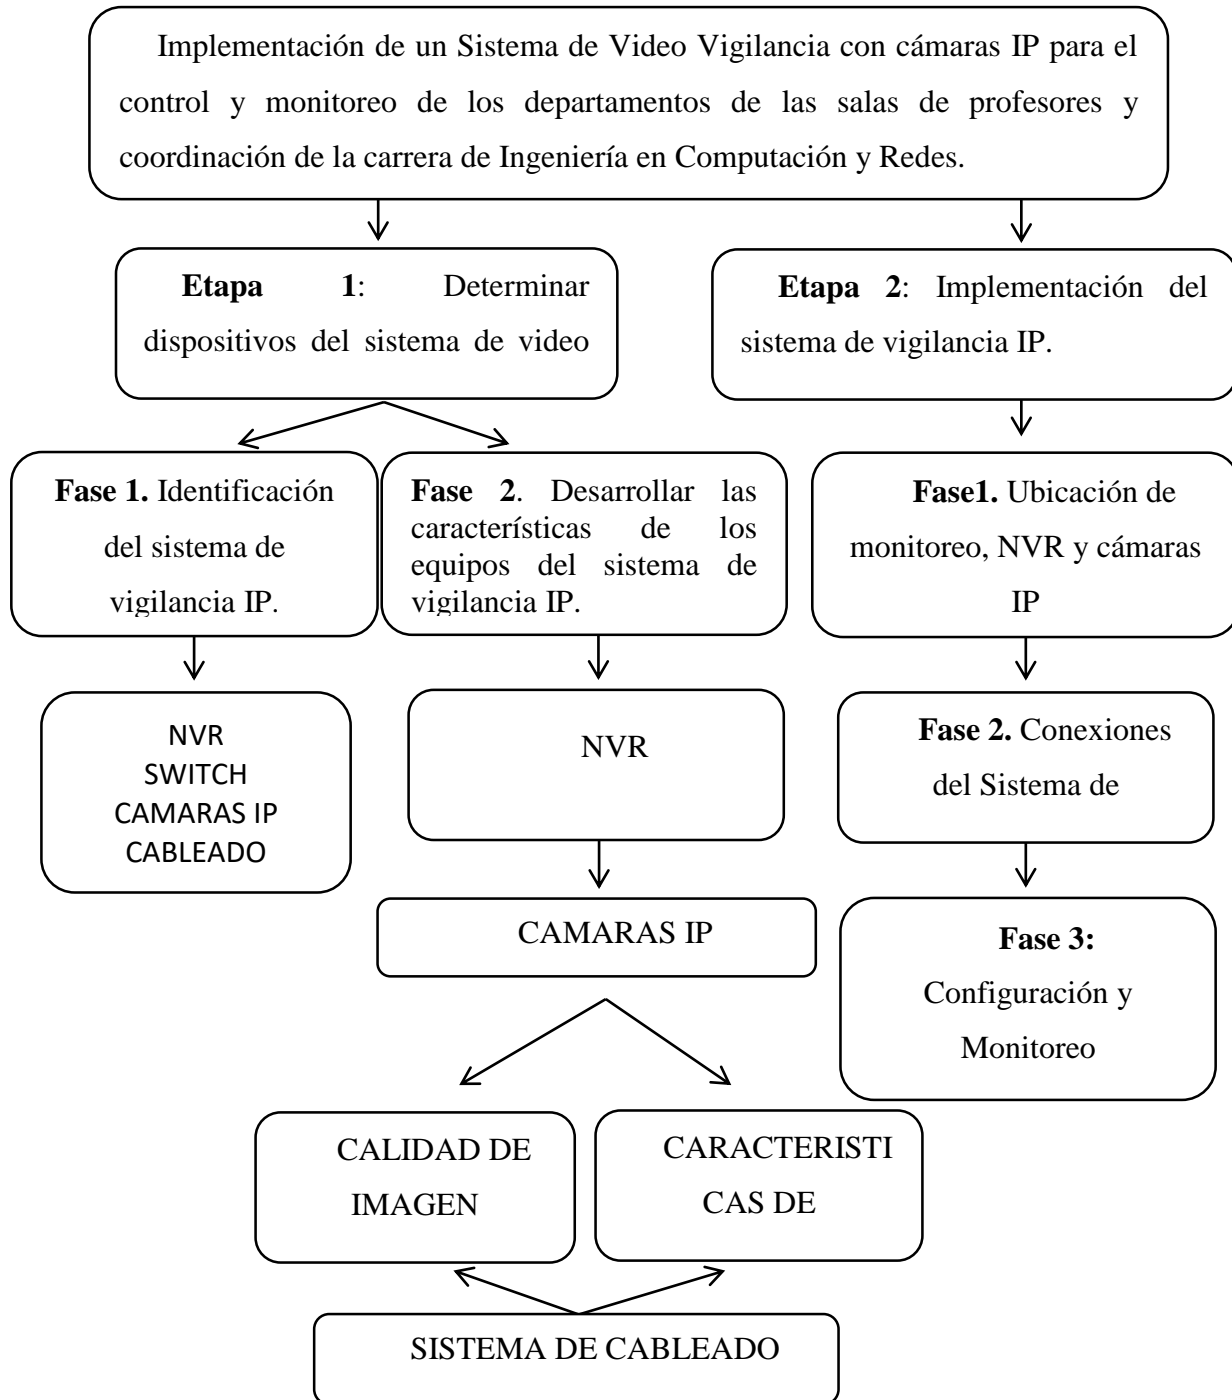 Implementación de un Sistema de Video Vigilancia con cámaras IP para el
control y monitoreo de los departamentos de las salas de profesores y
coordinación de la carrera de Ingeniería en Computación y Redes.
Etapa 1: Determinar
dispositivos del sistema de video
Etapa 2: Implementación del
sistema de vigilancia IP.
Fase 1. Identificación
del sistema de
vigilancia IP.
Fase 2. Desarrollar las
características de los
equipos del sistema de
vigilancia IP.
Fase1. Ubicación de
monitoreo, NVR y cámaras
IP
NVR
SWITCH
CAMARAS IP
CABLEADO
NVR
Fase 2. Conexiones
del Sistema de
CAMARAS IP
Fase 3:
Configuración y
Monitoreo
CALIDAD DE
IMAGEN
CARACTERISTI
CAS DE
SISTEMA DE CABLEADO